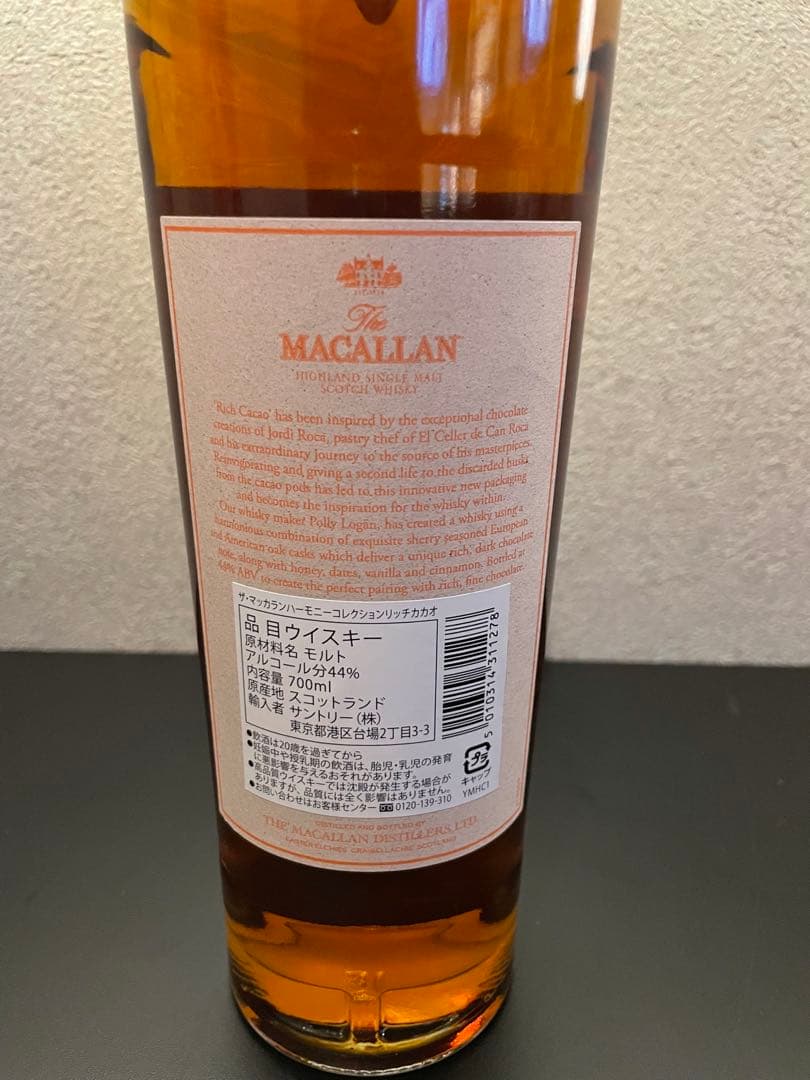 The
MACALLAN
HIGHLAND SINGLE MALT
SCOTCH WHISKY
'Rich Cacao' has been inspired by the exceptional chocolate
creations of Jordi Roca, pastry chef of El Celler de Can Roca
and his extraordinary journey to the source of his masterpieces.
Reinvigorating and giving a second life to the discarded husks
from the cacao pods has led to this innovative new packaging
and becomes the inspiration for the whisky within.
Our whisky maker Polly Logan, has created a whisky using a
harmonious combination of exquisite sherry seasoned European
and American oak casks which deliver a unique rich, dark chocolate
note, along with honey, dates, vanilla and cinnamon. Bottled at
44% ABV to create the perfect pairing with rich, fine chocolate.
ザ・マッカランハーモニーコレクションリッチカカオ
品 目 ウイスキー
原材料名 モルト
アルコール分44%
内容量 700ml
原産地 スコットランド
輸入者 サントリー(株)
東京都港区台場2丁目3-3
5 010314 311278
●飲酒は20歳を過ぎてから
●妊娠中や授乳期の飲酒は、胎児・乳児の発育
に悪影響を与えるおそれがあります。
●高品質ウイスキーでは沈殿が発生する場合が
ありますが、品質には全く影響はありません。
●お問い合わせはお客様センター 0120-139-310
プラ
キャップ
YMHC1
DISTILLED AND BOTTLED BY
THE MACALLAN DISTILLERS LTD.
EASTER ELCHIES CRAIGELLACHIE SCOTLAND